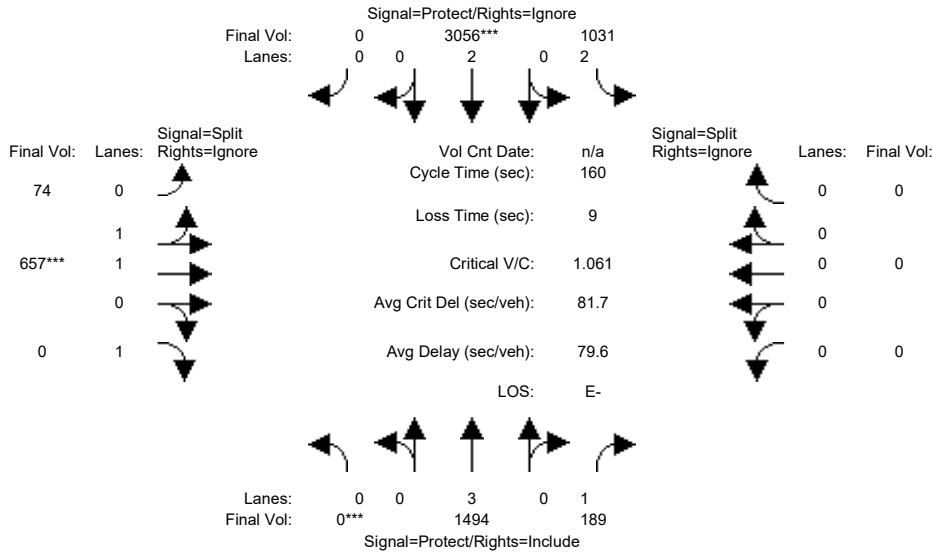 Signal=Protect/Rights=Ignore
Final Vol: 0 3056*** 1031
Lanes: 0 0 2 0 2
Signal=Split
Final Vol: Lanes: Rights=Ignore
Vol Cnt Date: n/a
Signal=Split
Rights=Ignore Lanes: Final Vol:
Cycle Time (sec): 160
74 0
0 0
Loss Time (sec): 9
1
0
657*** 1
Critical V/C: 1.061
0 0
0
Avg Crit Del (sec/veh): 81.7
0
0 1
Avg Delay (sec/veh): 79.6
0 0
LOS: E-
Lanes: 0 0 3 0 1
Final Vol: 0*** 1494 189
Signal=Protect/Rights=Include